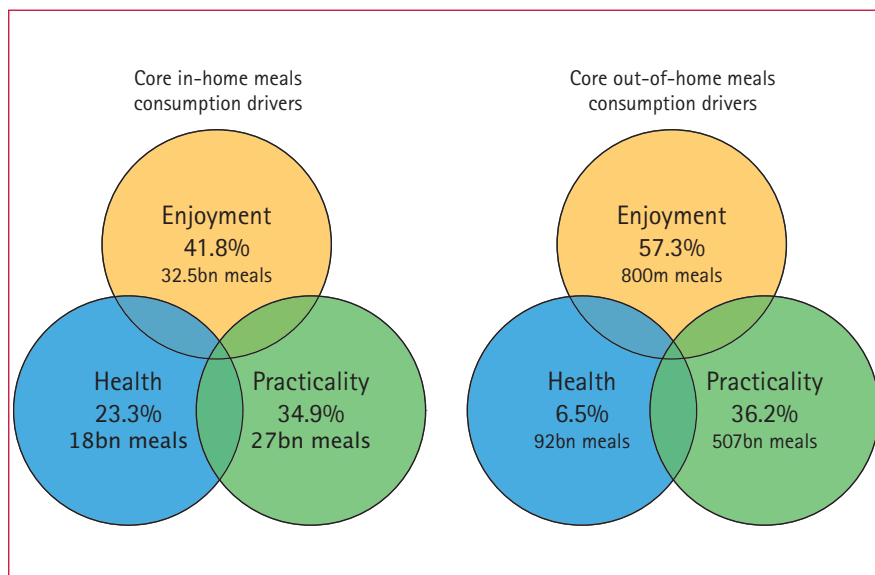 Core in-home meals
consumption drivers
Enjoyment
41.8%
32.5bn meals
Health
23.3%
18bn meals
Practicality
34.9%
27bn meals
Core out-of-home meals
consumption drivers
Enjoyment
57.3%
800m meals
Health
6.5%
92bn meals
Practicality
36.2%
507bn meals